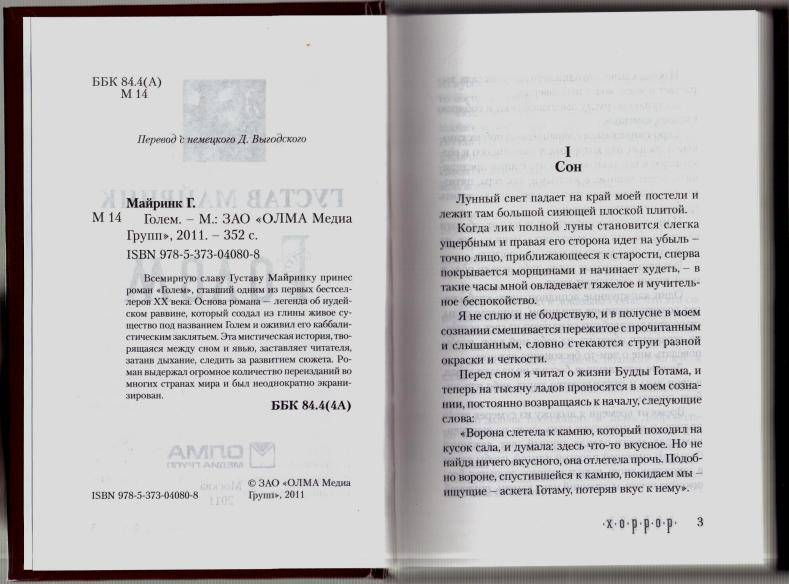 ББК 84.4(А)
М 14
Перевод с немецкого Д. Выгодского
Майринк Г.
М 14 Голем. – М.: ЗАО «ОЛМА Медиа
Групп», 2011. – 352 с.
ISBN 978-5-373-04080-8
Всемирную славу Густаву Майринку принес
роман «Голем», ставший одним из первых бестсел-
леров XX века. Основа романа — легенда об иудей-
ском раввине, который создал из глины живое су-
щество под названием Голем и оживил его каббали-
стическим заклятьем. Эта мистическая история, тво-
рящаяся между сном и явью, заставляет читателя,
затаив дыхание, следить за развитием сюжета. Ро-
ман выдержал огромное количество переизданий во
многих странах мира и был неоднократно экрани-
зирован.
ББК 84.4(4А)
ISBN 978-5-373-04080-8
© ЗАО «ОЛМА Медиа
Групп», 2011
I
Сон
Лунный свет падает на край моей постели и
лежит там большой сияющей плоской плитой.
Когда лик полной луны становится слегка
ущербным и правая его сторона идет на убыль –
точно лицо, приближающееся к старости, сперва
покрывается морщинами и начинает худеть, – в
такие часы мной овладевает тяжелое и мучитель-
ное беспокойство.
Я не сплю и не бодрствую, и в полусне в моем
сознании смешивается пережитое с прочитанным
и слышанным, словно стекаются струи разной
окраски и четкости.
Перед сном я читал о жизни Будды Готама, и
теперь на тысячу ладов проносятся в моем созна-
нии, постоянно возвращаясь к началу, следующие
слова:
«Ворона слетела к камню, который походил на
кусок сала, и думала: здесь что-то вкусное. Но не
найдя ничего вкусного, она отлетела прочь. Подоб-
но вороне, спустившейся к камню, покидаем мы –
ищущие – аскета Готаму, потеряв вкус к нему».
·х·о·р·р·о·р· 3